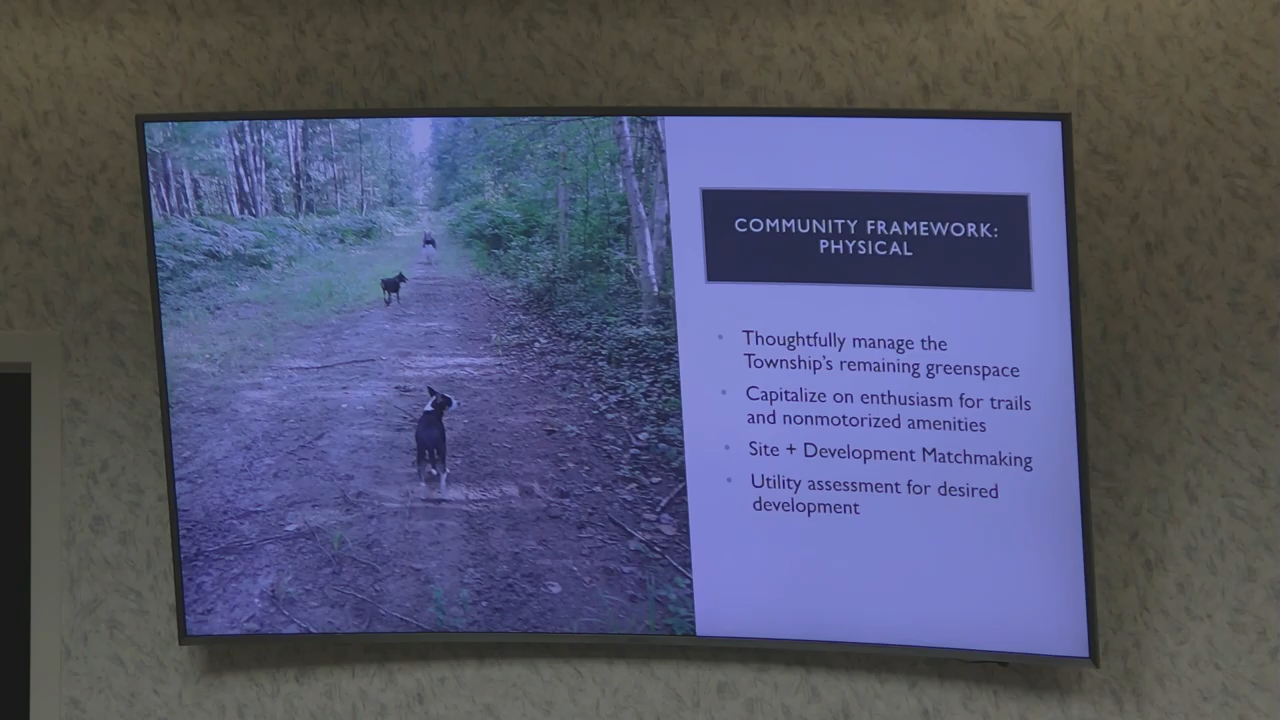 COMMUNITY FRAMEWORK:
PHYSICAL
• Thoughtfully manage the
Township's remaining greenspace
• Capitalize on enthusiasm for trails
and nonmotorized amenities
• Site + Development Matchmaking
• Utility assessment for desired
development